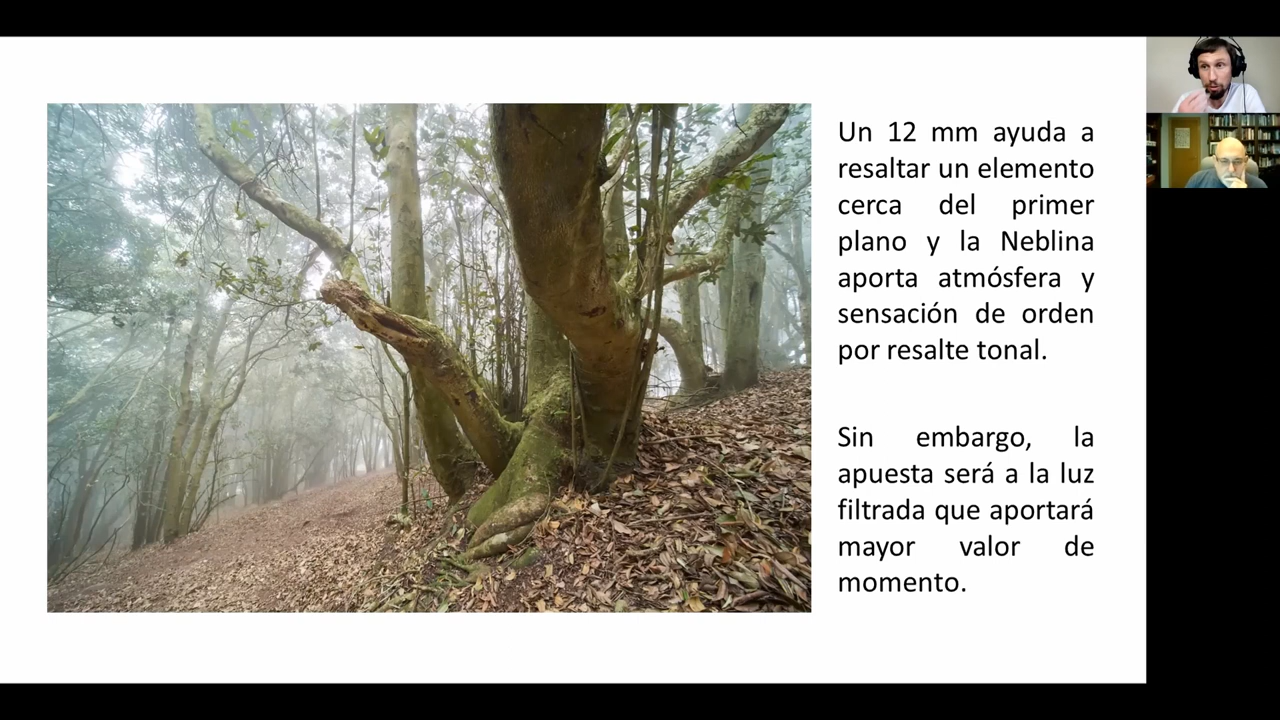 Un 12 mm ayuda a
resaltar un elemento
cerca del primer
plano y la Neblina
aporta atmósfera y
sensación de orden
por resalte tonal.
Sin embargo, la
apuesta será a la luz
filtrada que aportará
mayor valor de
momento.